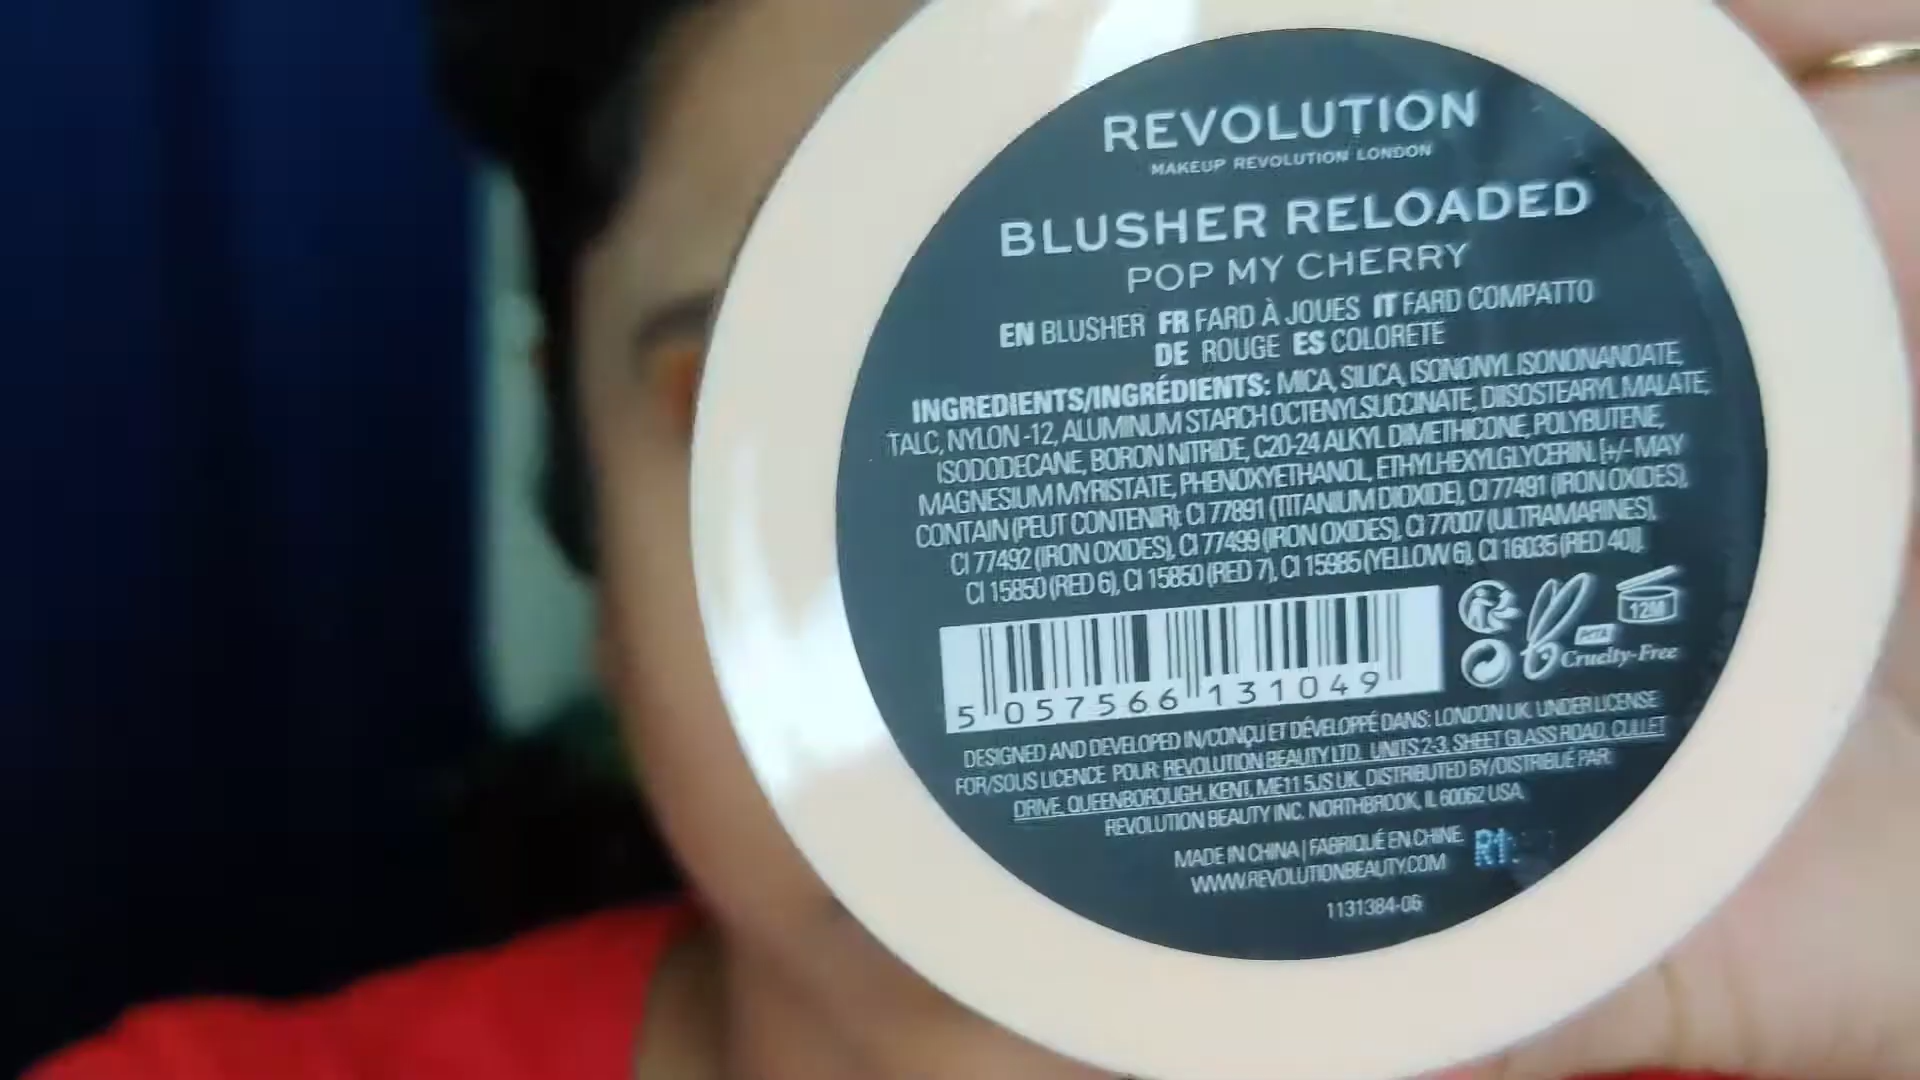 REVOLUTION
MAKEUP REVOLUTION LONDON
BLUSHER RELOADED
POP MY CHERRY
EN BLUSHER FR FARD À JOUES IT FARD COMPATTO
DE ROUGE ES COLORETE
INGREDIENTS/INGRÉDIENTS: MICA, SILICA, ISONONYL ISONONANOATE,
TALC, NYLON -12, ALUMINUM STARCH OCTENYLSUCCINATE, DIISOSTEARYL MALATE,
ISODODECANE, BORON NITRIDE, C20-24 ALKYL DIMETHICONE, POLYBUTENE,
MAGNESIUM MYRISTATE, PHENOXYETHANOL, ETHYLHEXYLGLYCERIN. [+/- MAY
CONTAIN (PEUT CONTENIR): CI 77891 (TITANIUM DIOXIDE), CI 77491 (IRON OXIDES),
CI 77492 (IRON OXIDES), CI 77499 (IRON OXIDES), CI 77007 (ULTRAMARINES),
CI 15850 (RED 6), CI 15850 (RED 7), CI 15985 (YELLOW 6), CI 16035 (RED 40)].
12M
PETA
Cruelty-Free
5 057566 131049
DESIGNED AND DEVELOPED IN/CONÇU ET DÉVELOPPÉ DANS: LONDON UK. UNDER LICENSE
FOR/SOUS LICENCE POUR: REVOLUTION BEAUTY LTD. UNITS 2-3, SHEET GLASS ROAD, CULLET
DRIVE, QUEENBOROUGH, KENT, ME11 5JS UK. DISTRIBUTED BY/DISTRIBUÉ PAR:
REVOLUTION BEAUTY INC. NORTHBROOK, IL 60062 USA.
MADE IN CHINA | FABRIQUÉ EN CHINE.
WWW.REVOLUTIONBEAUTY.COM
1131384-06